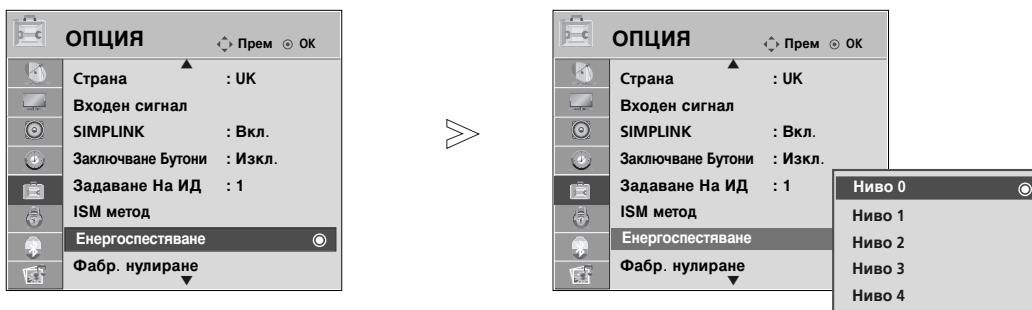 ОПЦИЯ Прем ОК
Страна : UK
Входен сигнал
SIMPLINK : Вкл.
Заключване Бутони : Изкл.
Задаване На ИД : 1
ISM метод
Енергоспестяване
Фабр. нулиране
ОПЦИЯ Прем ОК
Страна : UK
Входен сигнал
SIMPLINK : Вкл.
Заключване Бутони : Изкл.
Задаване На ИД : 1
ISM метод
Енергоспестяване
Фабр. нулиране
Ниво 0
Ниво 1
Ниво 2
Ниво 3
Ниво 4